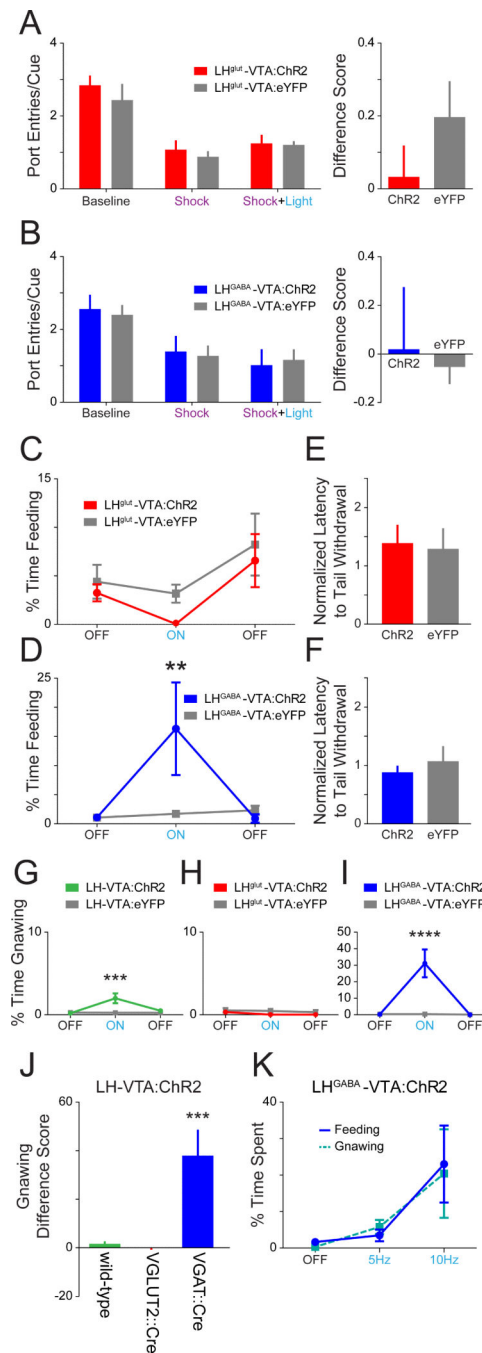 A
Port Entries/Cue
4
2
0
LHglut-VTA:ChR2
LHglut-VTA:eYFP
Baseline
Shock
Shock+Light
Difference Score
0.4
0.2
0
ChR2
eYFP
B
Port Entries/Cue
4
2
0
LHGABA-VTA:ChR2
LHGABA-VTA:eYFP
Baseline
Shock
Shock+Light
Difference Score
0.4
0.2
0
-0.2
ChR2
eYFP
C
% Time Feeding
15
0
LHglut-VTA:ChR2
LHglut-VTA:eYFP
OFF
ON
OFF
E
Normalized Latency
to Tail Withdrawal
2
1
0
ChR2
eYFP
D
% Time Feeding
25
0
**
LHGABA-VTA:ChR2
LHGABA-VTA:eYFP
OFF
ON
OFF
F
Normalized Latency
to Tail Withdrawal
2
1
0
ChR2
eYFP
G
LH-VTA:ChR2
LH-VTA:eYFP
% Time Gnawing
10
0
***
OFF
ON
OFF
H
LHglut-VTA:ChR2
LHglut-VTA:eYFP
10
0
OFF
ON
OFF
I
LHGABA-VTA:ChR2
LHGABA-VTA:eYFP
50
40
30
20
10
0
****
OFF
ON
OFF
J
LH-VTA:ChR2
Gnawing
Difference Score
60
0
-20
***
wild-type
VGLUT2::Cre
VGAT::Cre
K
LHGABA-VTA:ChR2
% Time Spent
40
20
0
Feeding
Gnawing
OFF
5Hz
10Hz